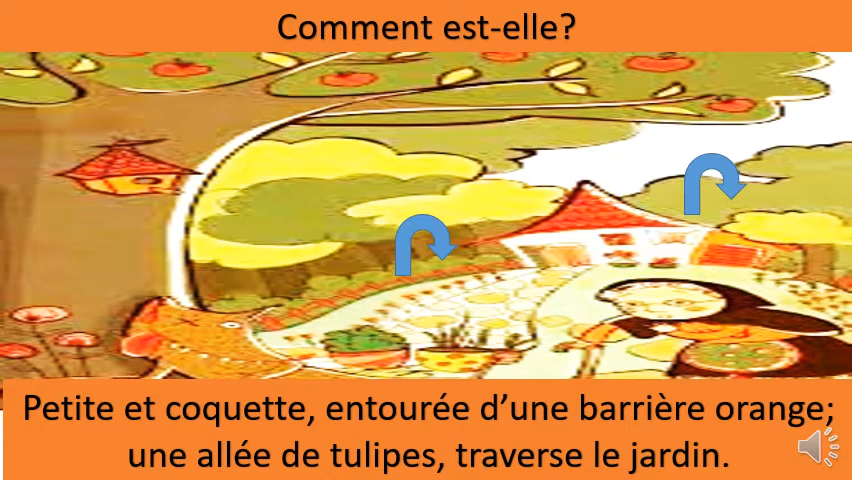 Comment est-elle?
Petite et coquette, entourée d’une barrière orange;
une allée de tulipes, traverse le jardin.